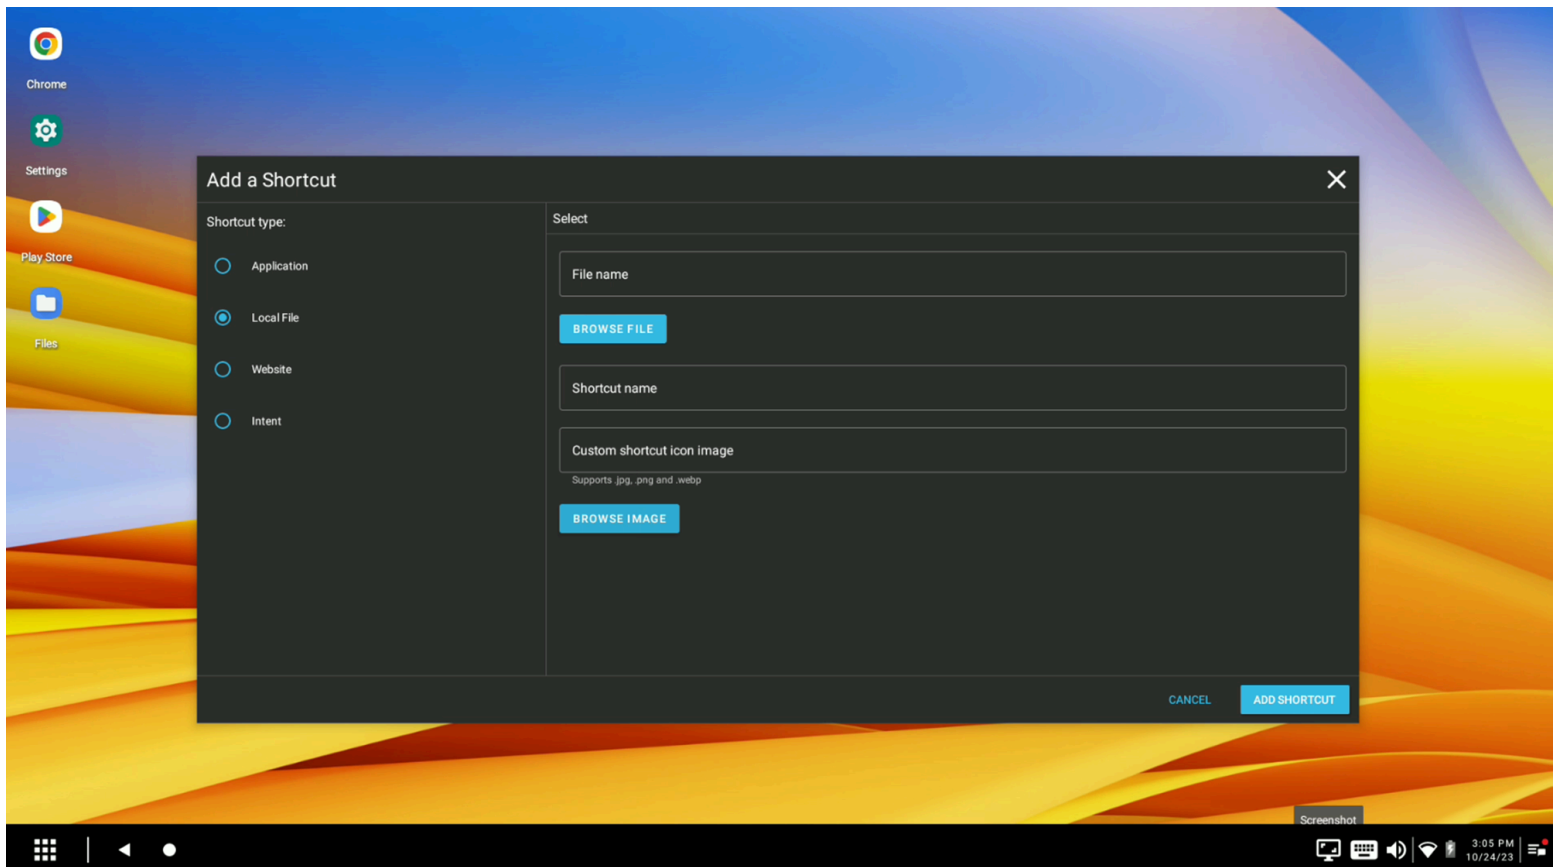 Chrome
Settings
Play Store
Files
Add a Shortcut
Shortcut type:
Application
Local File
Website
Intent
Select
File name
BROWSE FILE
Shortcut name
Custom shortcut icon image
Supports .jpg, .png and .webp
BROWSE IMAGE
CANCEL
ADD SHORTCUT
Screenshot
3:05 PM
10/24/23